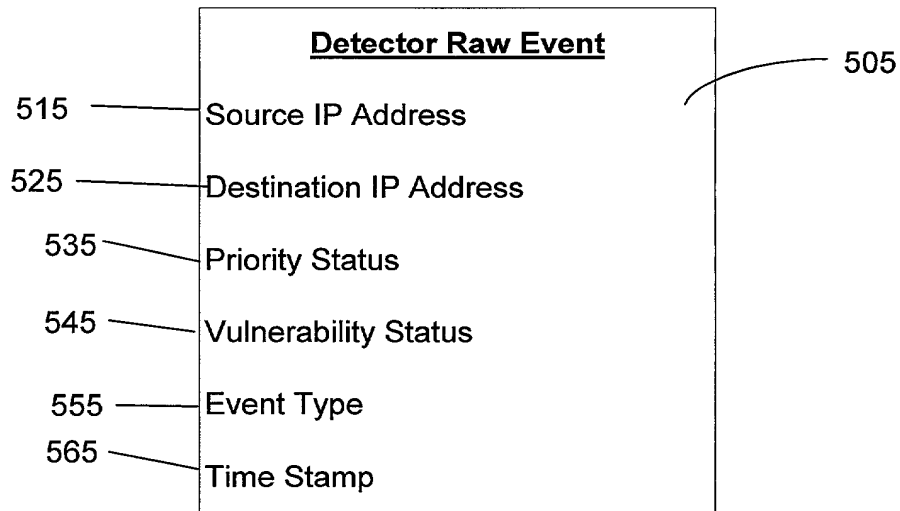 Detector Raw Event
505
515 Source IP Address
525 Destination IP Address
535 Priority Status
545 Vulnerability Status
555 Event Type
565 Time Stamp